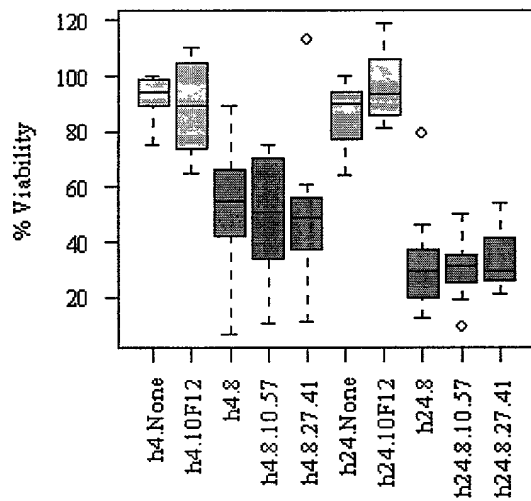 % Viability
120
100
80
60
40
20
h4.None
h4.10F12
h4.8
h4.8.10.57
h4.8.27.41
h24.None
h24.10F12
h24.8
h24.8.10.57
h24.8.27.41